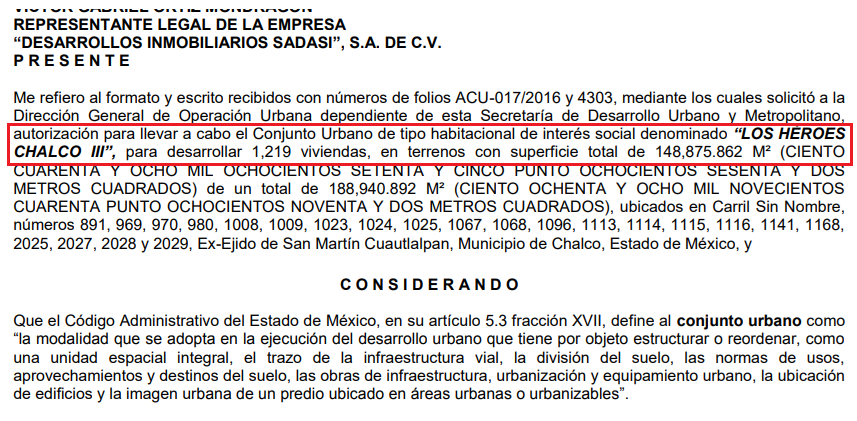 VÍCTOR GABRIEL ORTIZ MONDRAGÓN
REPRESENTANTE LEGAL DE LA EMPRESA
“DESARROLLOS INMOBILIARIOS SADASI”, S.A. DE C.V.
P R E S E N T E
Me refiero al formato y escrito recibidos con números de folios ACU-017/2016 y 4303, mediante los cuales solicitó a la
Dirección General de Operación Urbana dependiente de esta Secretaría de Desarrollo Urbano y Metropolitano,
autorización para llevar a cabo el Conjunto Urbano de tipo habitacional de interés social denominado “LOS HÉROES
CHALCO III”, para desarrollar 1,219 viviendas, en terrenos con superficie total de 148,875.862 M² (CIENTO
CUARENTA Y OCHO MIL OCHOCIENTOS SETENTA Y CINCO PUNTO OCHOCIENTOS SESENTA Y DOS
METROS CUADRADOS) de un total de 188,940.892 M² (CIENTO OCHENTA Y OCHO MIL NOVECIENTOS
CUARENTA PUNTO OCHOCIENTOS NOVENTA Y DOS METROS CUADRADOS), ubicados en Carril Sin Nombre,
números 891, 969, 970, 980, 1008, 1009, 1023, 1024, 1025, 1067, 1068, 1096, 1113, 1114, 1115, 1116, 1141, 1168,
2025, 2027, 2028 y 2029, Ex-Ejido de San Martín Cuautlalpan, Municipio de Chalco, Estado de México, y
C O N S I D E R A N D O
Que el Código Administrativo del Estado de México, en su artículo 5.3 fracción XVII, define al conjunto urbano como
“la modalidad que se adopta en la ejecución del desarrollo urbano que tiene por objeto estructurar o reordenar, como
una unidad espacial integral, el trazo de la infraestructura vial, la división del suelo, las normas de usos,
aprovechamientos y destinos del suelo, las obras de infraestructura, urbanización y equipamiento urbano, la ubicación
de edificios y la imagen urbana de un predio ubicado en áreas urbanas o urbanizables”.